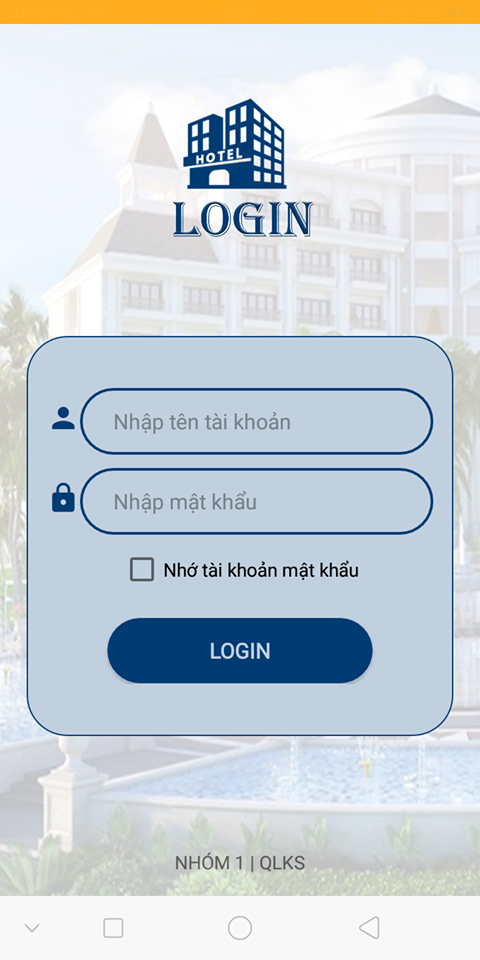 HOTEL
LOGIN
Nhập tên tài khoản
Nhập mật khẩu
Nhớ tài khoản mật khẩu
LOGIN
NHÓM 1 | QLKS